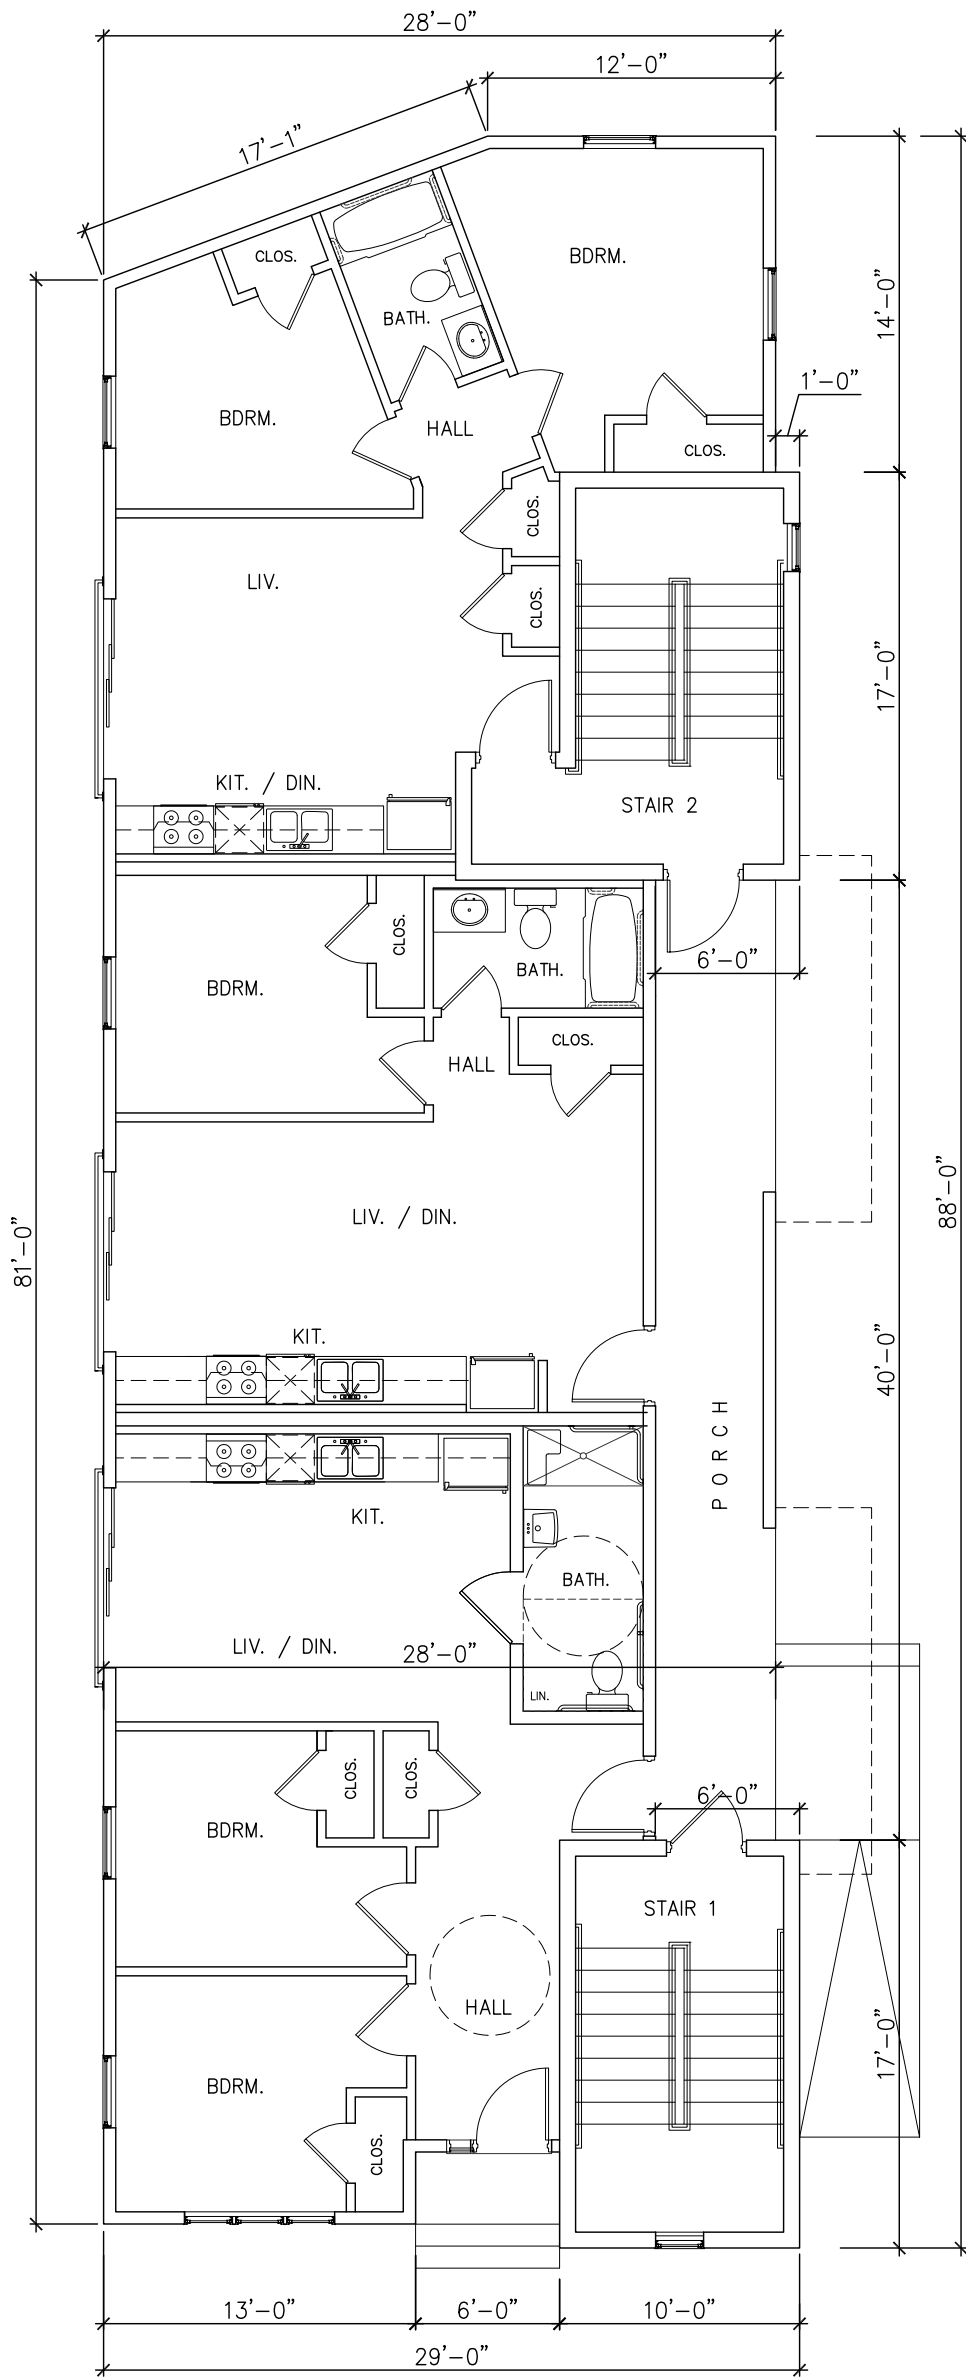 28'-0"
12'-0"
17'-1"
CLOS.
BDRM.
BATH.
14'-0"
1'-0"
BDRM.
HALL
CLOS.
CLOS.
LIV.
CLOS.
17'-0"
KIT. / DIN.
STAIR 2
CLOS.
6'-0"
BATH.
BDRM.
CLOS.
HALL
88'-0"
LIV. / DIN.
81'-0"
KIT.
40'-0"
PORCH
KIT.
BATH.
LIV. / DIN.
28'-0"
LIN.
CLOS.
CLOS.
6'-0"
BDRM.
STAIR 1
HALL
17'-0"
BDRM.
CLOS.
13'-0"
6'-0"
10'-0"
29'-0"